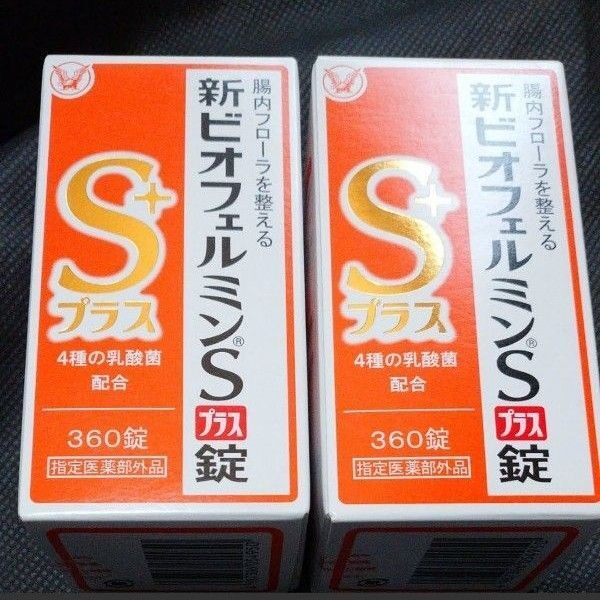 腸内フローラを整える
新ビオフェルミン®S
プラス
錠
S+
プラス
4種の乳酸菌
配合
360錠
指定医薬部外品
腸内フローラを整える
新ビオフェルミン®S
プラス
錠
S+
プラス
4種の乳酸菌
配合
360錠
指定医薬部外品